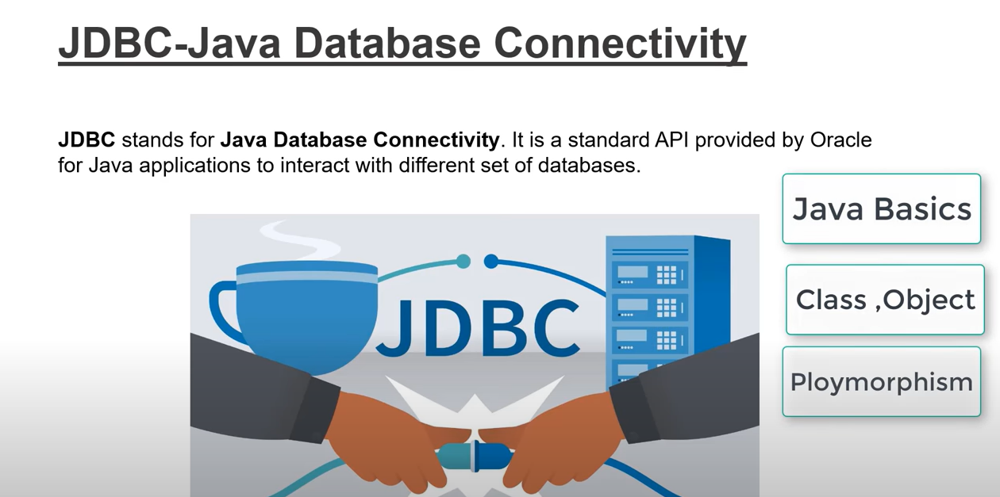 JDBC-Java Database Connectivity
JDBC stands for Java Database Connectivity. It is a standard API provided by Oracle
for Java applications to interact with different set of databases.
Java Basics
Class ,Object
Ploymorphism
JDBC